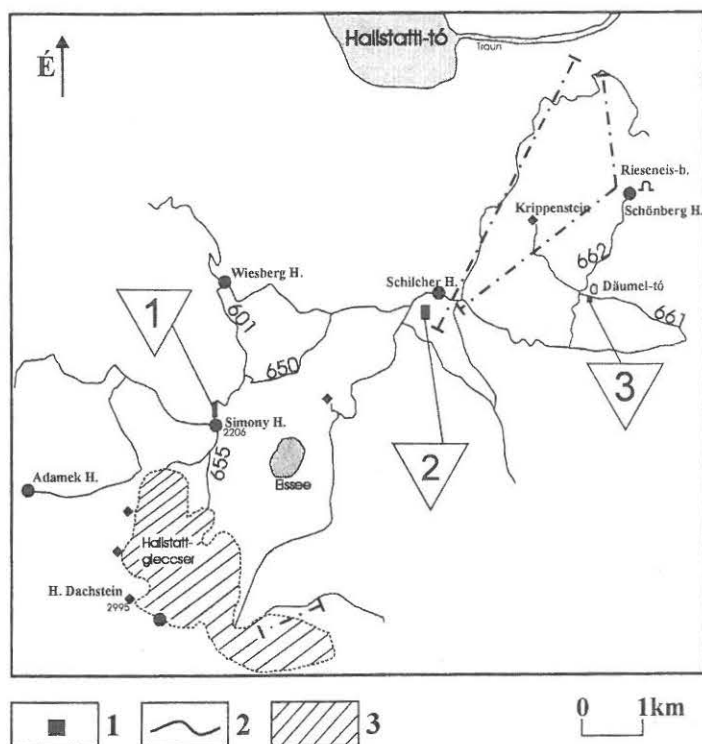 Hallstatti-tó
Traun
É
Rieseneis-b.
Krippenstein
Schönberg H.
662
Wiesberg H.
Schilcher H.
Däumel-tó
601
661
1
650
3
Simony H.
2206
2
655
Eissee
Adamek H.
Hallstatt-
gleccser
H. Dachstein
2995
1 2 3
0 1km